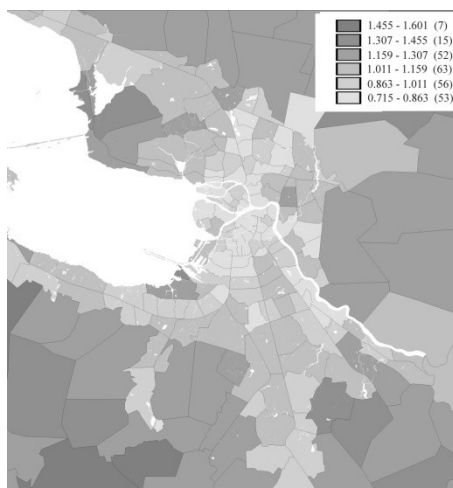 1.455 - 1.601 (7)
1.307 - 1.455 (15)
1.159 - 1.307 (52)
1.011 - 1.159 (63)
0.863 - 1.011 (56)
0.715 - 0.863 (53)